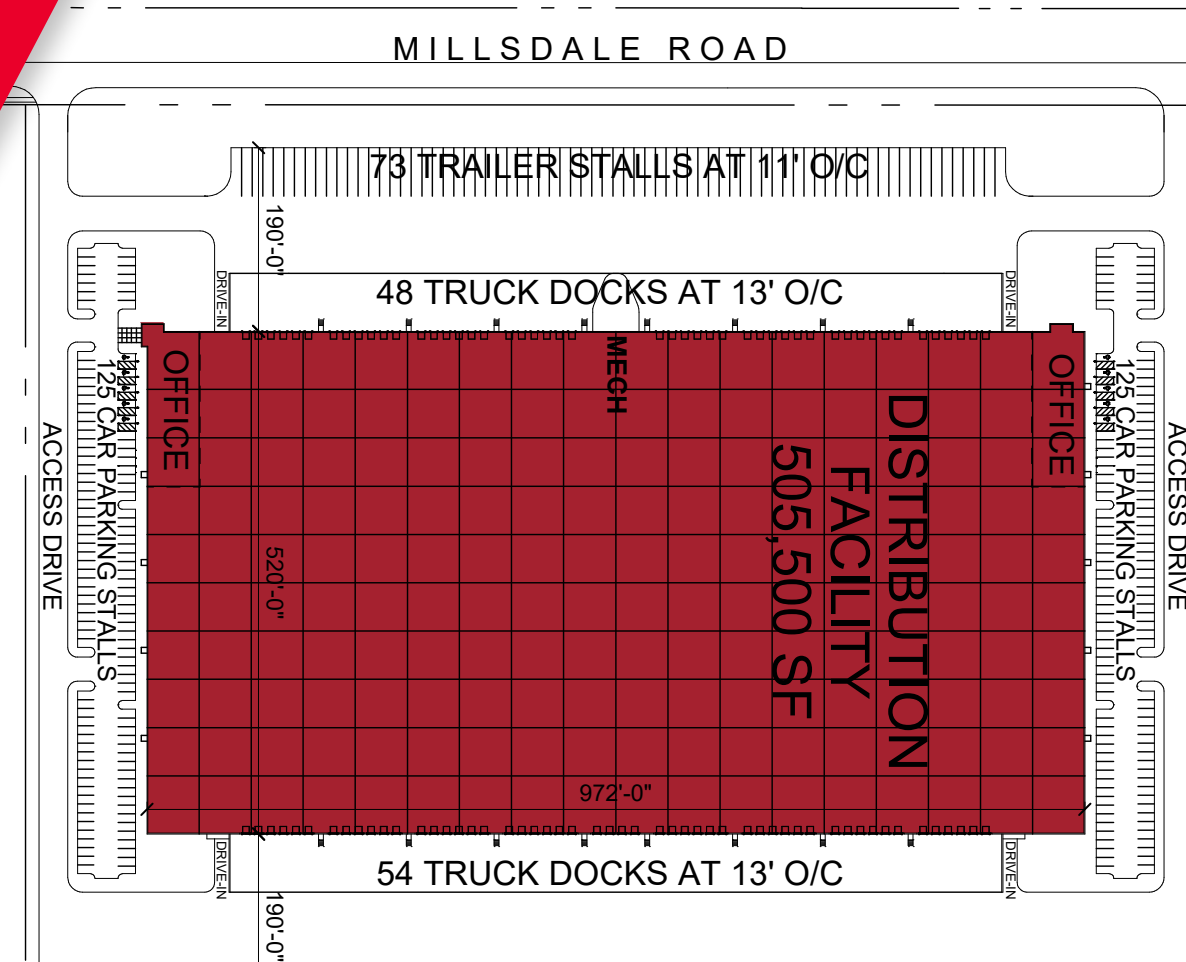 MILLSDALE ROAD
73 TRAILER STALLS AT 11' O/C
190'-0"
DRIVE-IN
48 TRUCK DOCKS AT 13' O/C
DRIVE-IN
OFFICE
MECH
OFFICE
125 CAR PARKING STALLS
125 CAR PARKING STALLS
ACCESS DRIVE
ACCESS DRIVE
DISTRIBUTION
FACILITY
505,500 SF
520'-0"
972'-0"
DRIVE-IN
54 TRUCK DOCKS AT 13' O/C
DRIVE-IN
190'-0"